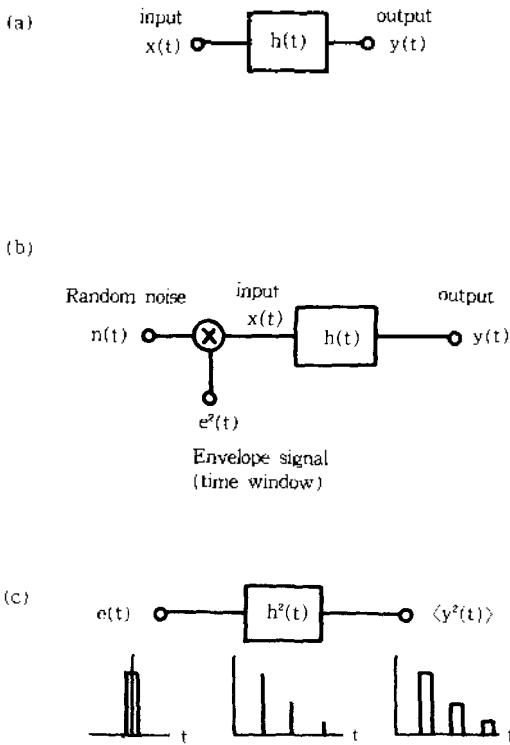 (a)
input output
x(t) h(t) y(t)
(b)
Random noise input output
n(t) x(t) h(t) y(t)
e²(t)
Envelope signal
(time window)
(c)
e(t) h²(t) ⟨y²(t)⟩
t t t